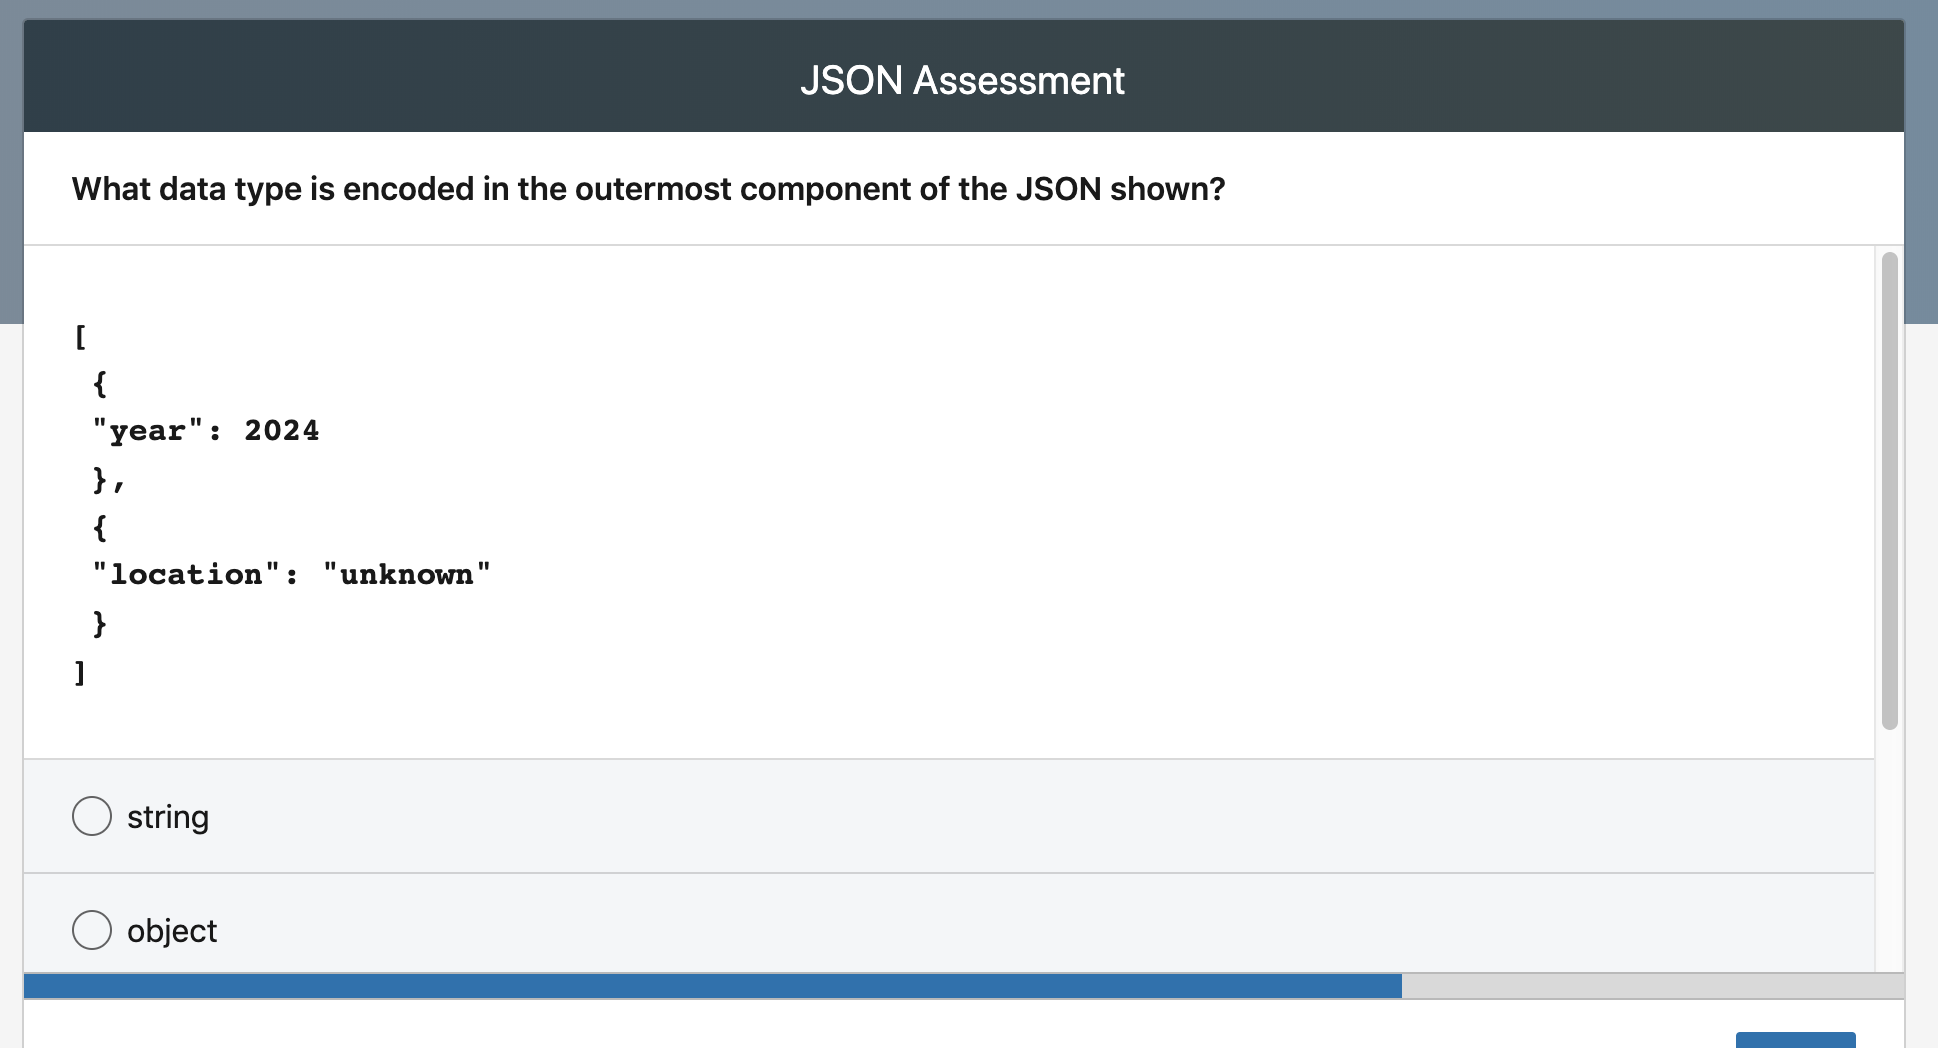 JSON Assessment
What data type is encoded in the outermost component of the JSON shown?
[
{
"year": 2024
},
{
"location": "unknown"
}
]
string
object